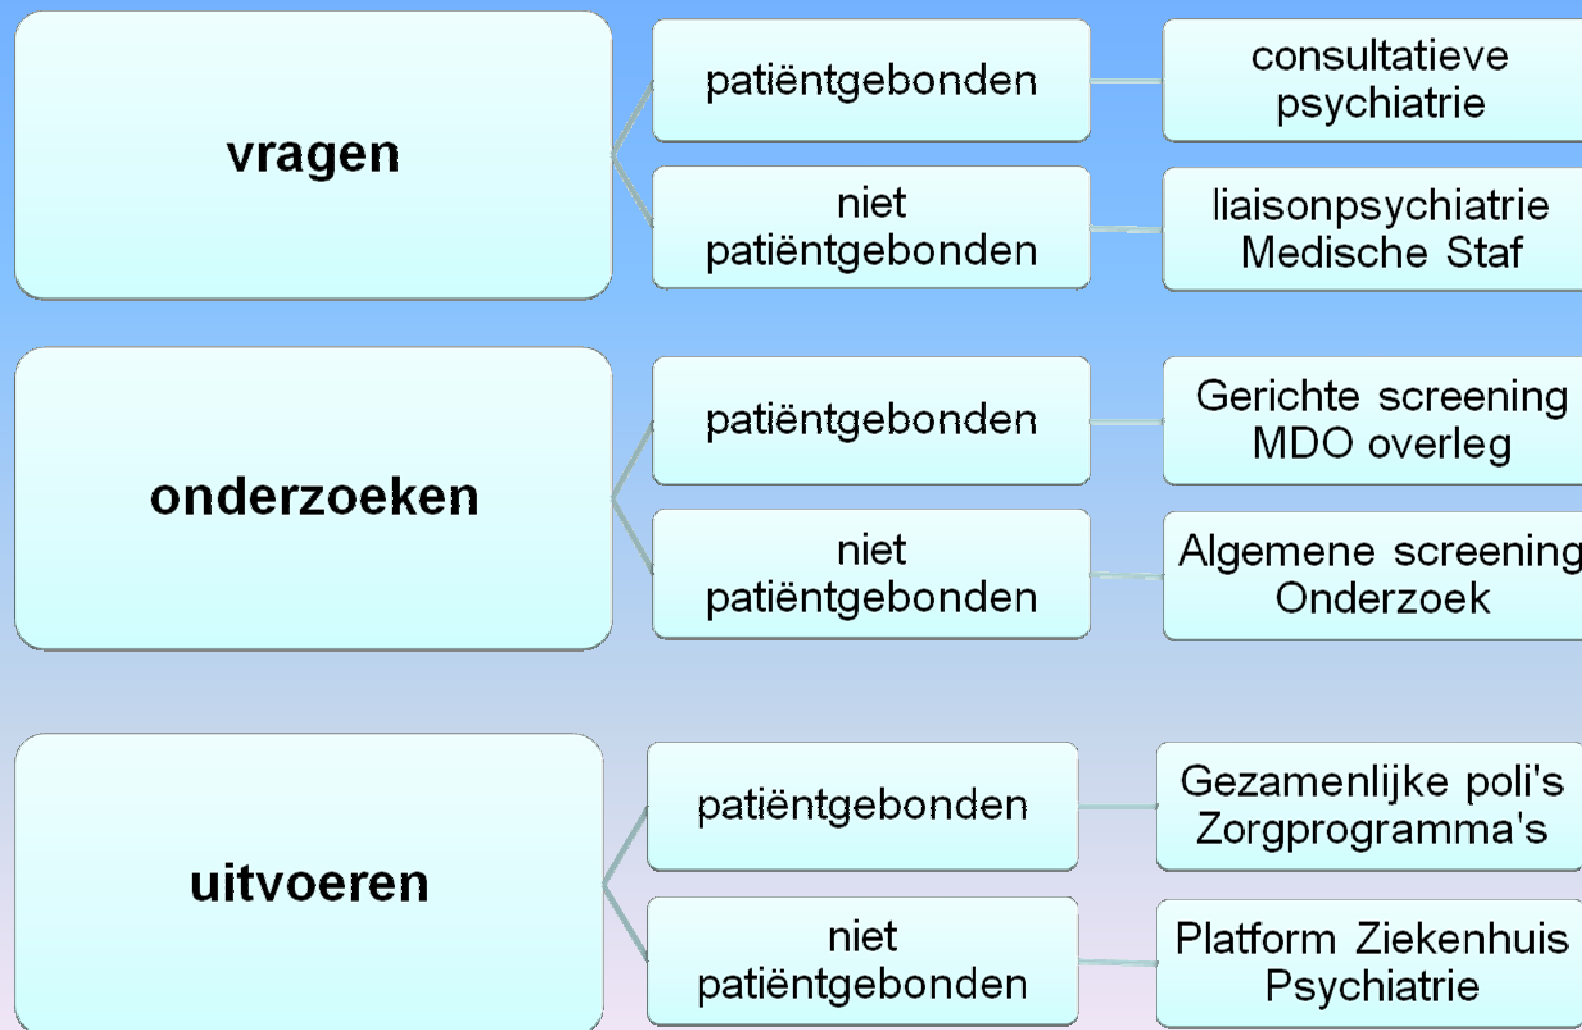 vragen
patiëntgebonden
consultatieve
psychiatrie
niet
patiëntgebonden
liaisonpsychiatrie
Medische Staf
onderzoeken
patiëntgebonden
Gerichte screening
MDO overleg
niet
patiëntgebonden
Algemene screening
Onderzoek
uitvoeren
patiëntgebonden
Gezamenlijke poli's
Zorgprogramma's
niet
patiëntgebonden
Platform Ziekenhuis
Psychiatrie